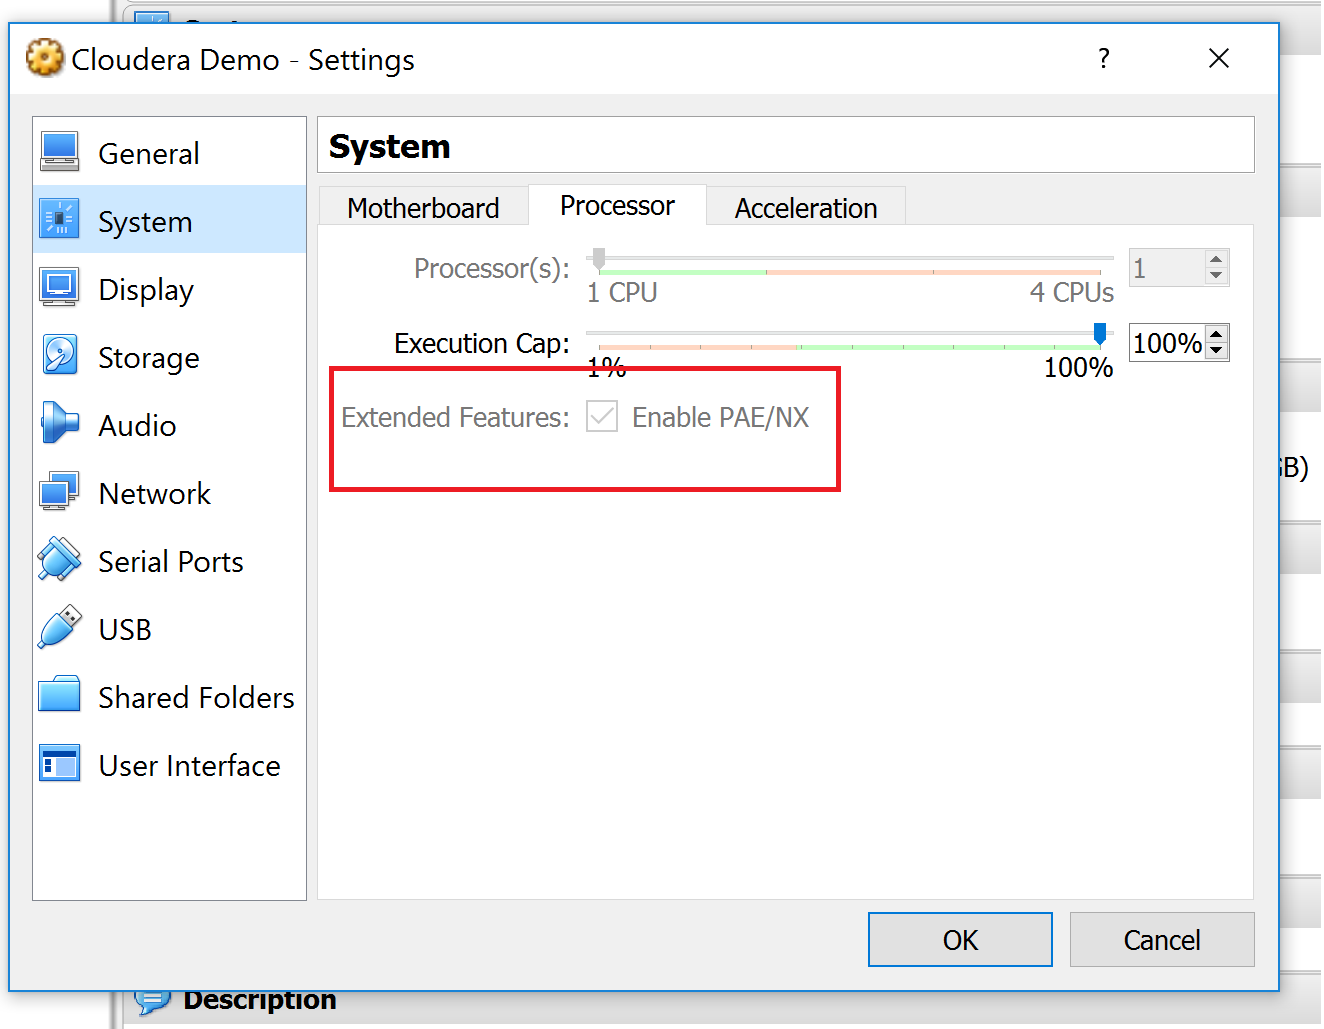 Cloudera Demo - Settings
?
General
System
Display
Storage
Audio
Network
Serial Ports
USB
Shared Folders
User Interface
System
Motherboard
Processor
Acceleration
Processor(s):
1
1 CPU
4 CPUs
Execution Cap:
100%
1%
100%
Extended Features:
Enable PAE/NX
GB)
OK
Cancel
Description